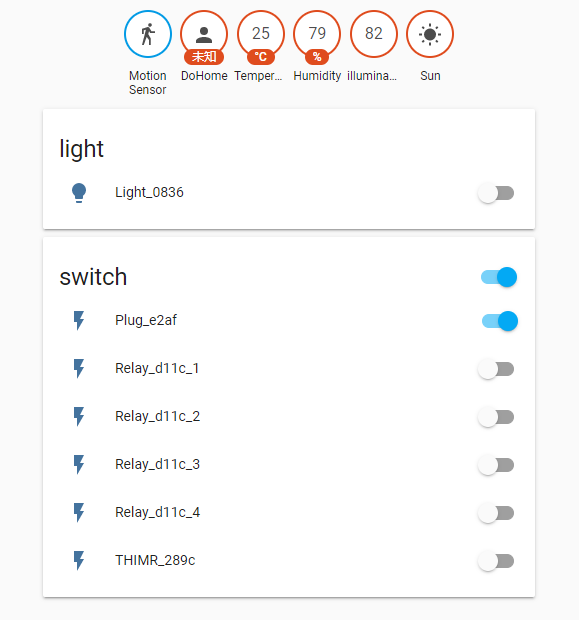 25
79
82
未知
°C
%
Motion
Sensor
DoHome
Temper...
Humidity
illumina...
Sun
light
Light_0836
switch
Plug_e2af
Relay_d11c_1
Relay_d11c_2
Relay_d11c_3
Relay_d11c_4
THIMR_289c